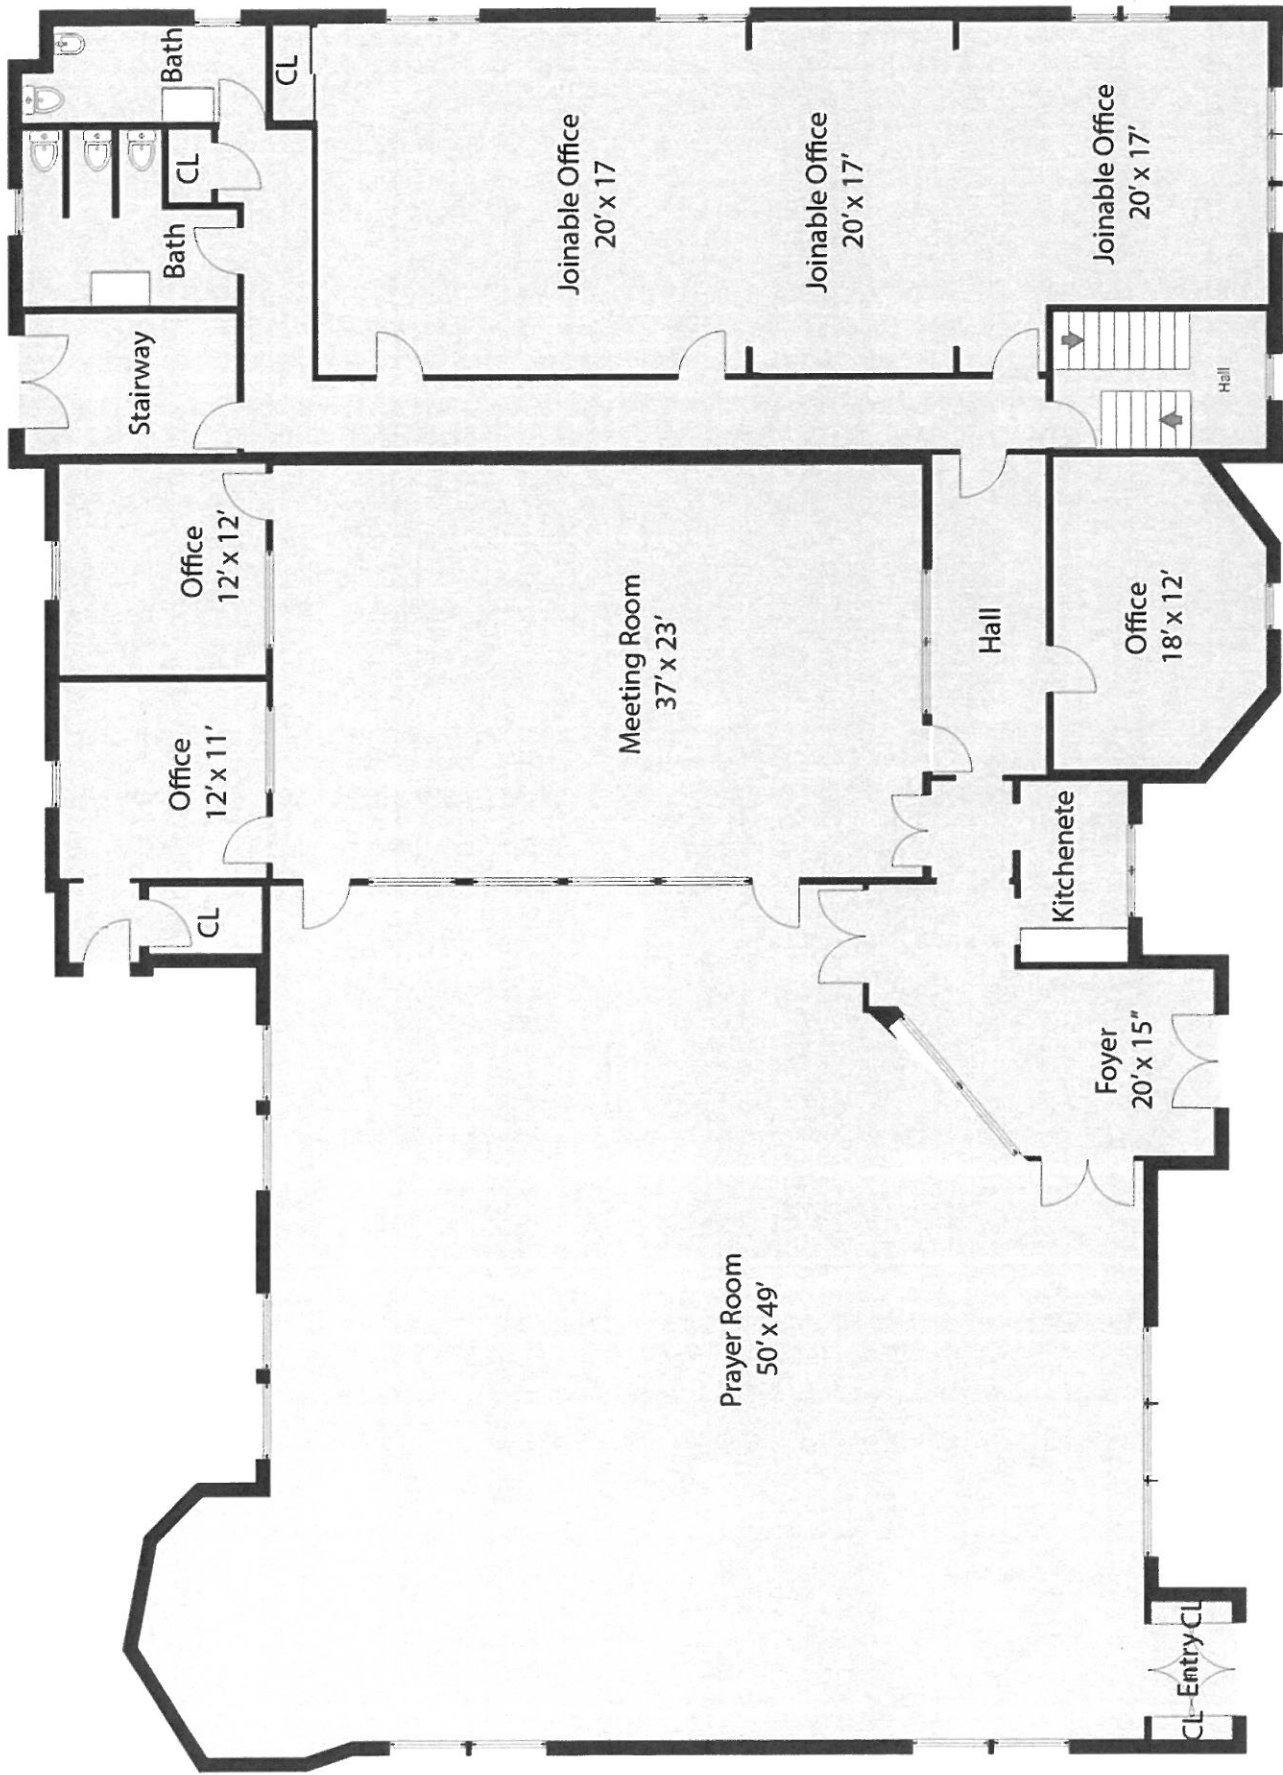 Stairway
Bath
Bath
CL
CL
CL
Office
12' x 11'
Office
12' x 12'
Joinable Office
20' x 17
Meeting Room
37' x 23'
Prayer Room
50' x 49'
Joinable Office
20' x 17'
Hall
Kitchenete
Foyer
20' x 15"
Office
18' x 12'
Joinable Office
20' x 17'
CL Entry CL
Hall